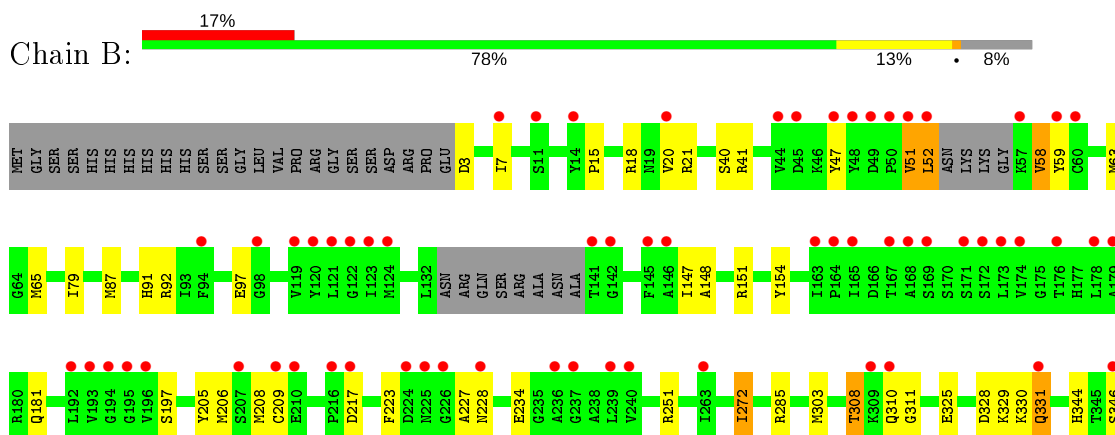 17%
Chain B:
78% 13% • 8%
MET GLY SER SER HIS HIS HIS HIS HIS HIS SER SER GLY LEU VAL PRO ARG GLY SER SER ASP ARG PRO GLU D3 I7 S11 Y14 P15 R18 N19 V20 R21 S40 R41 V44 D45 K46 Y47 Y48 D49 P50 V51 L52 ASN LYS LYS GLY K57 V58 Y59 C60 M63
G64 M65 I79 M87 H91 R92 I93 F94 E97 G98 V119 Y120 L121 G122 I123 M124 L132 ASN ARG GLN SER ARG ALA ASN ALA T141 G142 F145 A146 I147 A148 R151 Y154 I163 P164 I165 D166 T167 A168 S169 S170 S171 S172 L173 V174 G175 T176 H177 L178 A179
R180 Q181 L192 V193 G194 G195 V196 S197 Y205 M206 S207 M208 C209 E210 P216 D217 F223 D224 N225 G226 A227 N228 E234 G235 A236 G237 A238 L239 V240 R251 I263 I272 R285 M303 T308 K309 Q310 G311 E325 D328 K329 K330 Q331 H344 T345